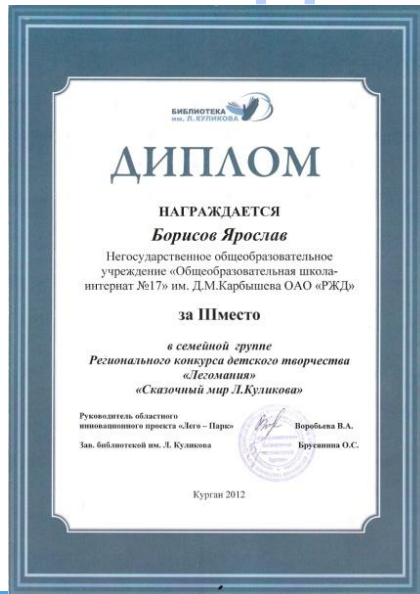 БИБЛИОТЕКА
им. Л. КУЛИКОВА
ДИПЛОМ
НАГРАЖДАЕТСЯ
Борисов Ярослав
Негосударственное общеобразовательное
учреждение «Общеобразовательная школа-
интернат №17» им. Д.М.Карбышева ОАО «РЖД»
за IIIместо
в семейной группе
Регионального конкурса детского творчества
«Легомания»
«Сказочный мир Л.Куликова»
Руководитель областного
инновационного проекта «Лего – Парк» Воробьева В.А.
Зав. библиотекой им. Л. Куликова Брусянина О.С.
Курган 2012